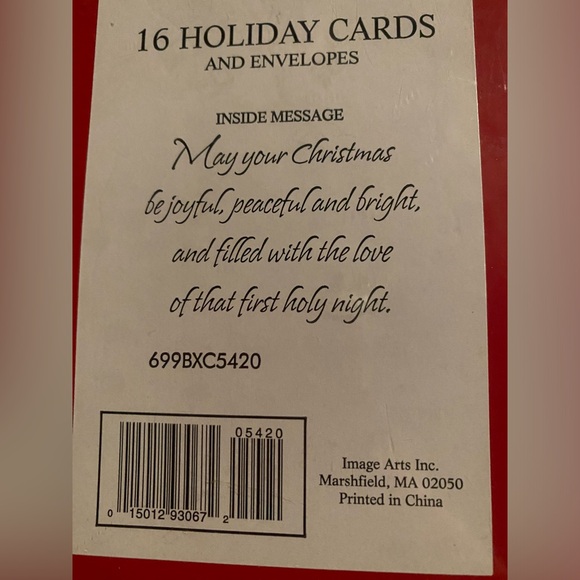 16 HOLIDAY CARDS
AND ENVELOPES
INSIDE MESSAGE
May your Christmas
be joyful, peaceful and bright,
and filled with the love
of that first holy night.
699BXC5420
05420
0 15012 93067 2
Image Arts Inc.
Marshfield, MA 02050
Printed in China